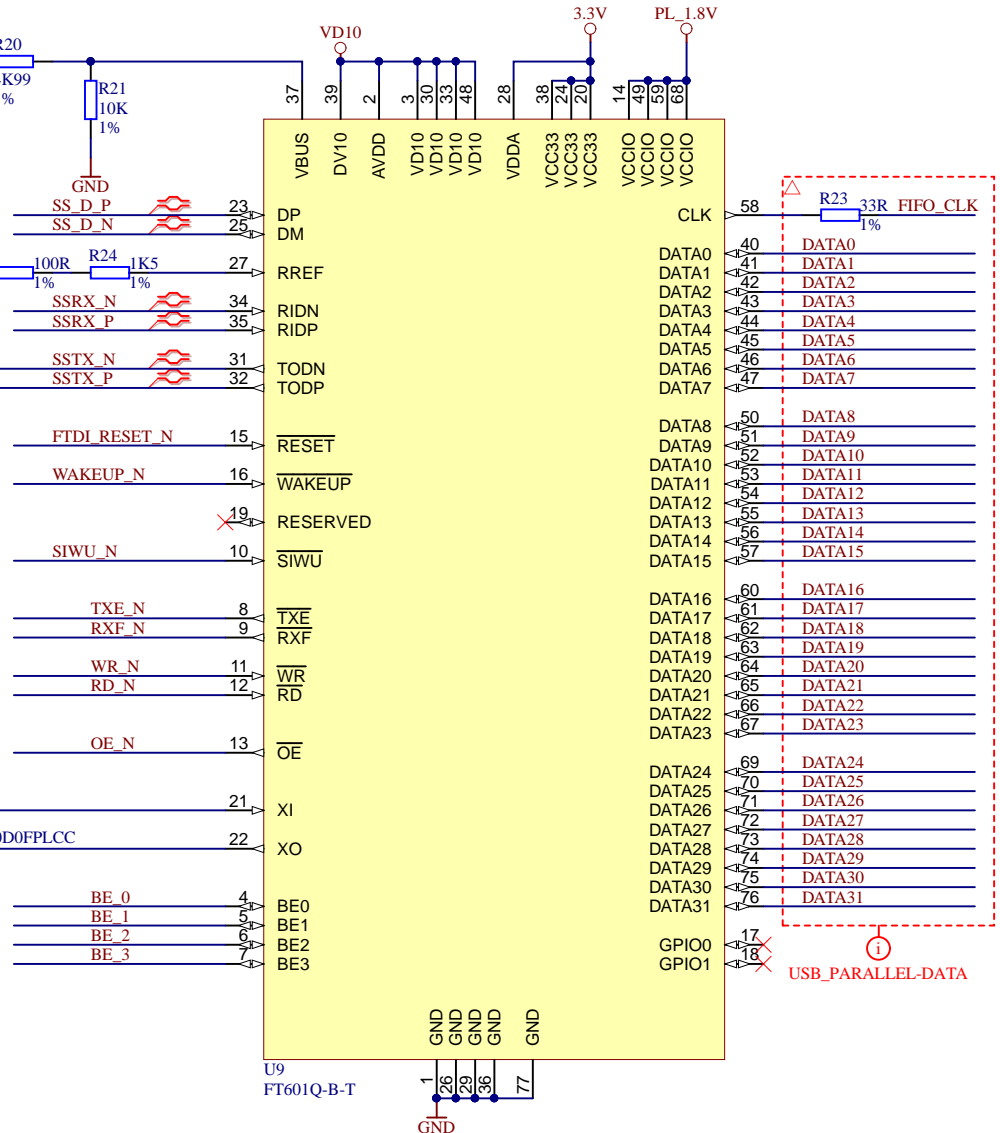 3.3V PL_1.8V
VD10
R20
K99
%
R21
10K
1%
GND
37 39 2 3 30 33 48 28 38 24 20 14 49 59 68
VBUS DV10 AVDD VD10 VD10 VD10 VD10 VDDA VCC33 VCC33 VCC33 VCCIO VCCIO VCCIO VCCIO
SS_D_P 23 DP
SS_D_N 25 DM
100R 1% R24 1K5 1% 27 RREF
SSRX_N 34 RIDN
SSRX_P 35 RIDP
SSTX_N 31 TODN
SSTX_P 32 TODP
FTDI_RESET_N 15 RESET
WAKEUP_N 16 WAKEUP
19 RESERVED
SIWU_N 10 SIWU
TXE_N 8 TXE
RXF_N 9 RXF
WR_N 11 WR
RD_N 12 RD
OE_N 13 OE
21 XI
0D0FPLCC 22 XO
BE_0 4 BE0
BE_1 5 BE1
BE_2 6 BE2
BE_3 7 BE3
CLK 58 R23 33R 1% FIFO_CLK
DATA0 40 DATA0
DATA1 41 DATA1
DATA2 42 DATA2
DATA3 43 DATA3
DATA4 44 DATA4
DATA5 45 DATA5
DATA6 46 DATA6
DATA7 47 DATA7
DATA8 50 DATA8
DATA9 51 DATA9
DATA10 52 DATA10
DATA11 53 DATA11
DATA12 54 DATA12
DATA13 55 DATA13
DATA14 56 DATA14
DATA15 57 DATA15
DATA16 60 DATA16
DATA17 61 DATA17
DATA18 62 DATA18
DATA19 63 DATA19
DATA20 64 DATA20
DATA21 65 DATA21
DATA22 66 DATA22
DATA23 67 DATA23
DATA24 69 DATA24
DATA25 70 DATA25
DATA26 71 DATA26
DATA27 72 DATA27
DATA28 73 DATA28
DATA29 74 DATA29
DATA30 75 DATA30
DATA31 76 DATA31
GPIO0 17
GPIO1 18
i
USB_PARALLEL-DATA
GND GND GND GND GND
1 26 29 36 77
U9
FT601Q-B-T
GND